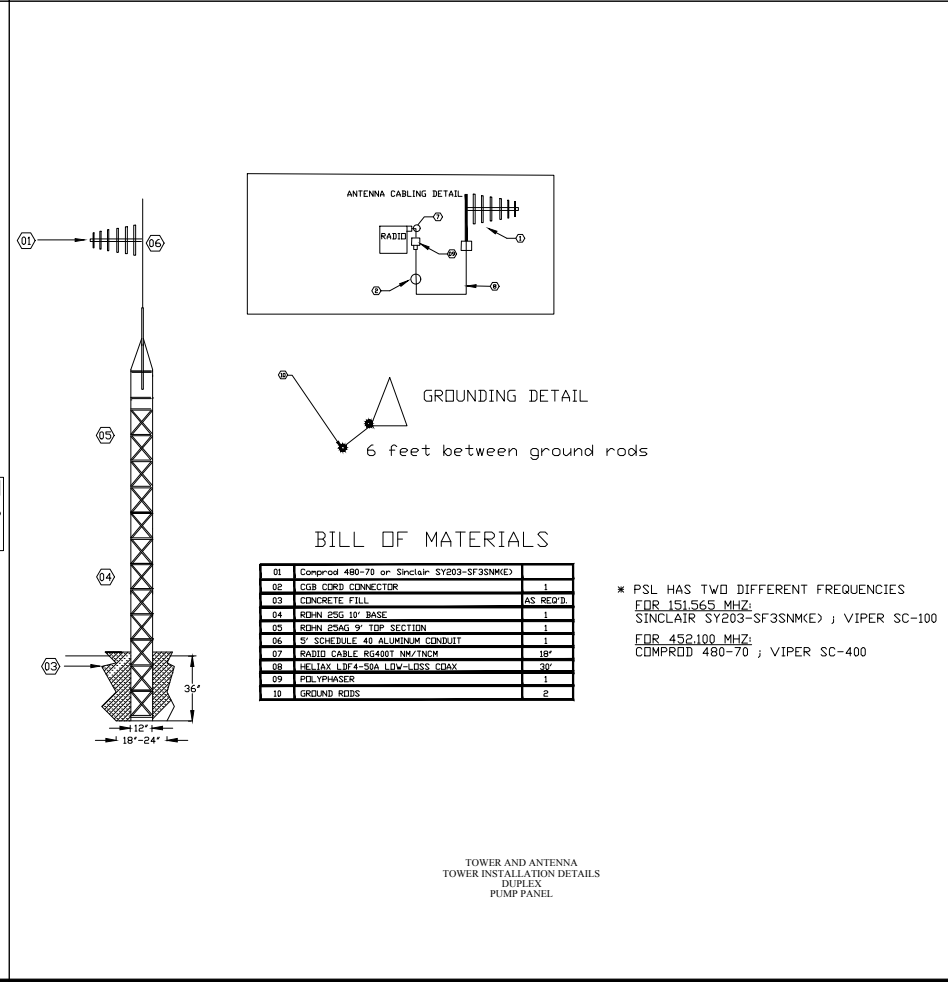 ANTENNA CABLING DETAIL
01
06
RADIO
7
1
09
2
8
10
GROUNDING DETAIL
6 feet between ground rods
05
04
03
36"
12"
18"-24"
BILL OF MATERIALS
01 Comprod 480-70 or Sinclair SY203-SF3SNM(E)
02 CGB CORD CONNECTOR 1
03 CONCRETE FILL AS REQ'D.
04 ROHN 25G 10' BASE 1
05 ROHN 25AG 9' TOP SECTION 1
06 5' SCHEDULE 40 ALUMINUM CONDUIT 1
07 RADIO CABLE RG400T NM/TNCM 18"
08 HELIAX LDF4-50A LOW-LOSS COAX 30'
09 POLYPHASER 1
10 GROUND RODS 2
* PSL HAS TWO DIFFERENT FREQUENCIES
FOR 151.565 MHZ:
SINCLAIR SY203-SF3SNM(E) ; VIPER SC-100
FOR 452.100 MHZ:
COMPROD 480-70 ; VIPER SC-400
TOWER AND ANTENNA
TOWER INSTALLATION DETAILS
DUPLEX
PUMP PANEL